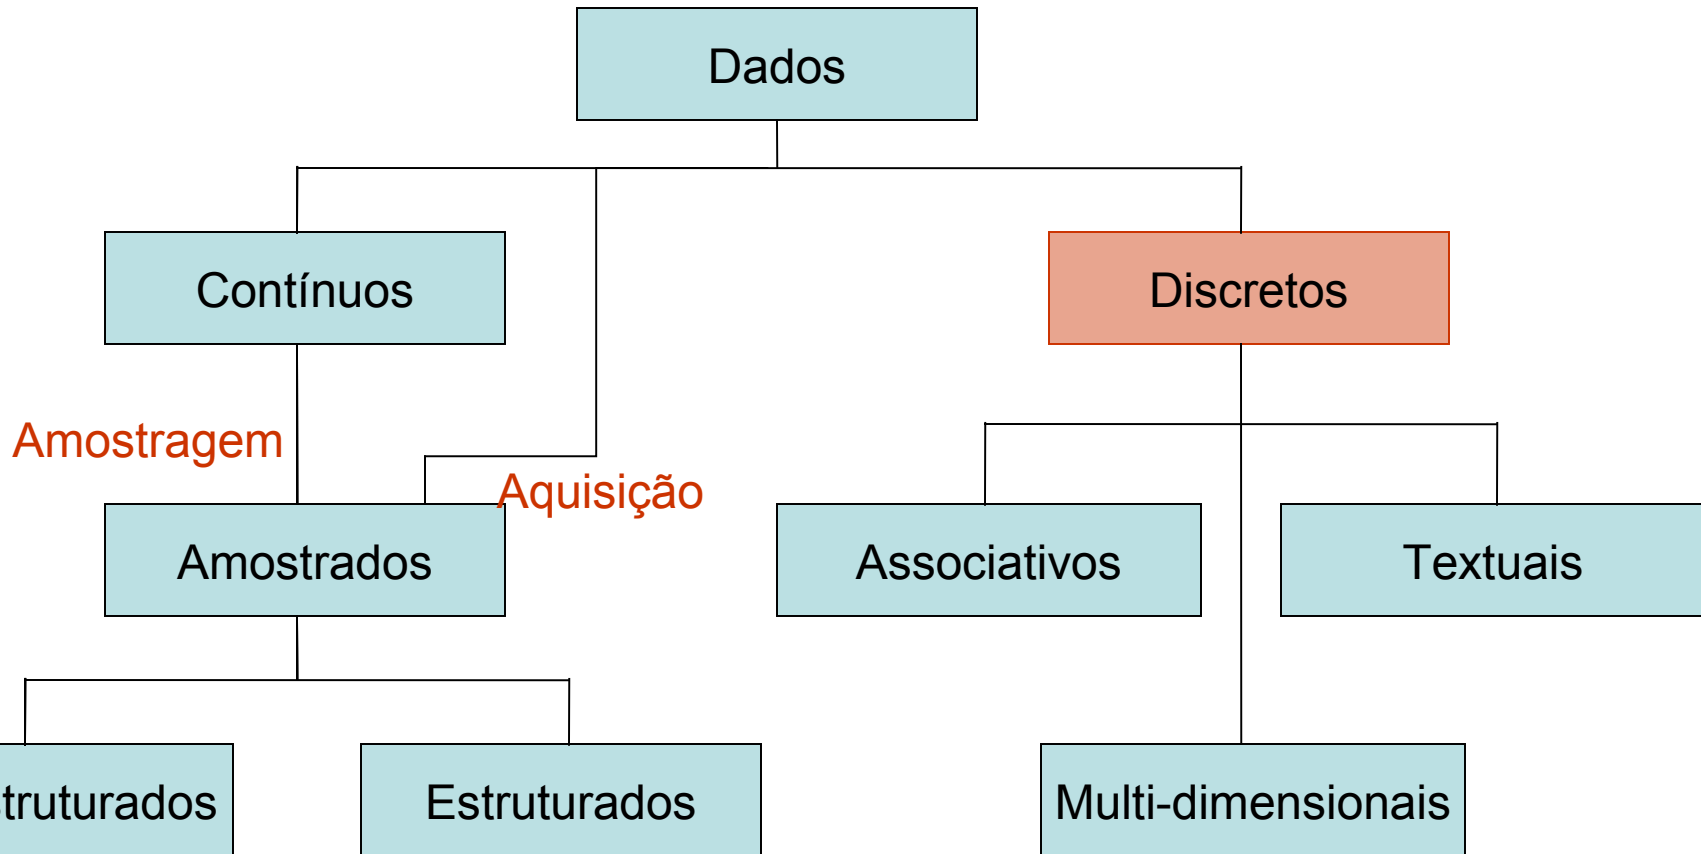 Dados
Contínuos
Discretos
Amostragem
Aquisição
Amostrados
Associativos
Textuais
truturados
Estruturados
Multi-dimensionais